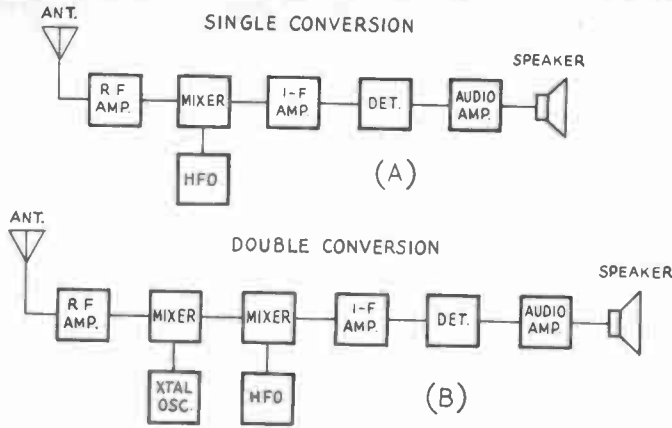 ANT.
SINGLE CONVERSION
SPEAKER
RF
AMP.
MIXER
I-F
AMP.
DET.
AUDIO
AMP.
HFO
(A)
ANT.
DOUBLE CONVERSION
SPEAKER
RF
AMP.
MIXER
MIXER
I-F
AMP.
DET.
AUDIO
AMP.
XTAL
OSC.
HFO
(B)